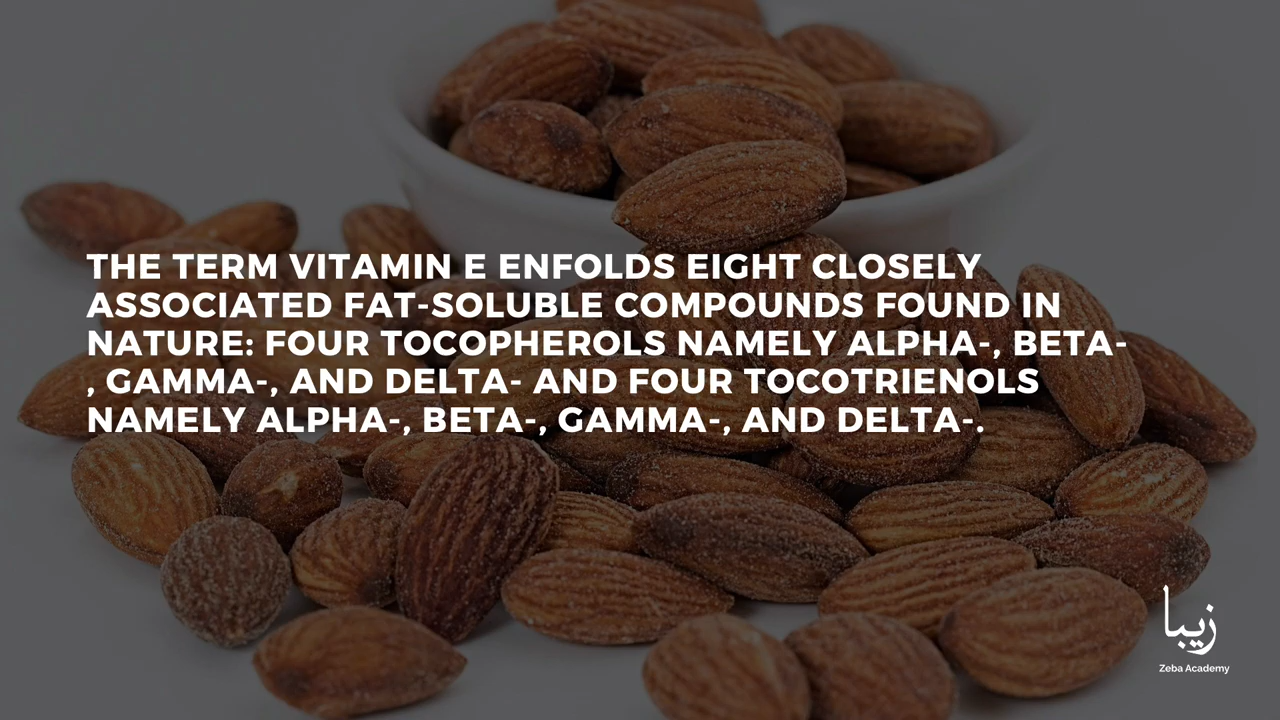 THE TERM VITAMIN E ENFOLDS EIGHT CLOSELY
ASSOCIATED FAT-SOLUBLE COMPOUNDS FOUND IN
NATURE: FOUR TOCOPHEROLS NAMELY ALPHA-, BETA-
, GAMMA-, AND DELTA- AND FOUR TOCOTRIENOLS
NAMELY ALPHA-, BETA-, GAMMA-, AND DELTA-.
زیبا
Zeba Academy